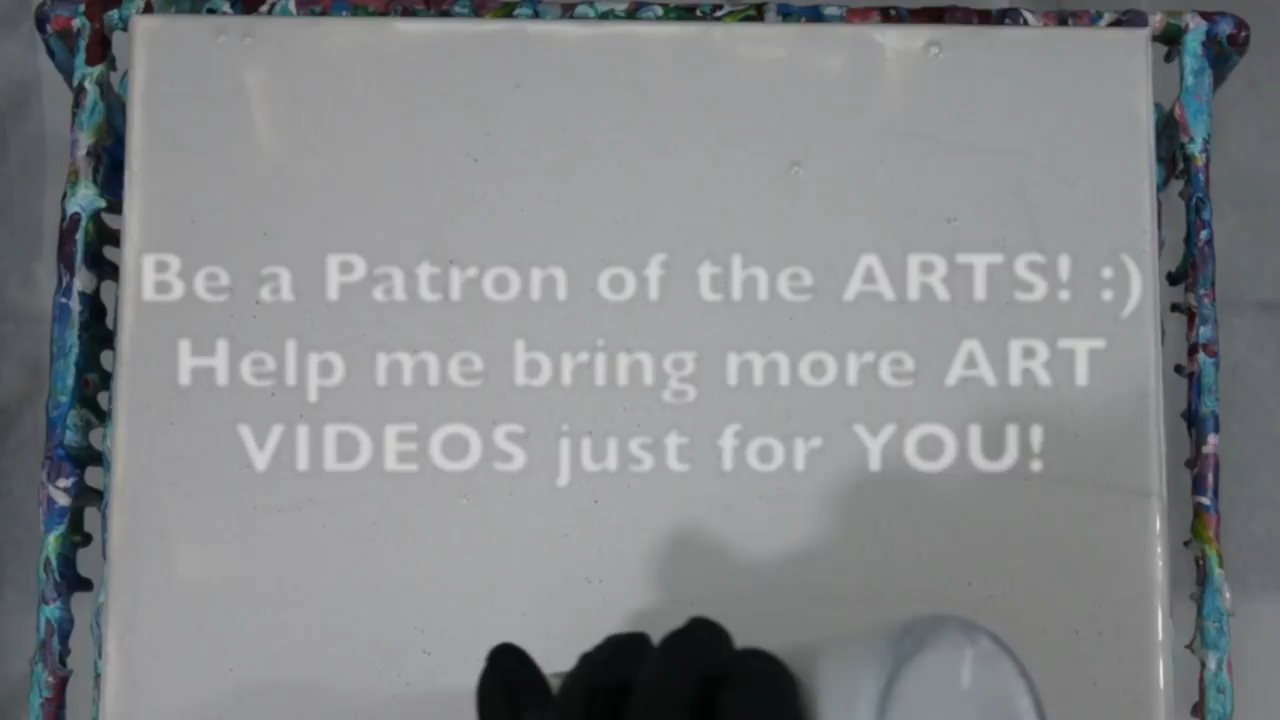 Be a Patron of the ARTS! :)
Help me bring more ART
VIDEOS just for YOU!